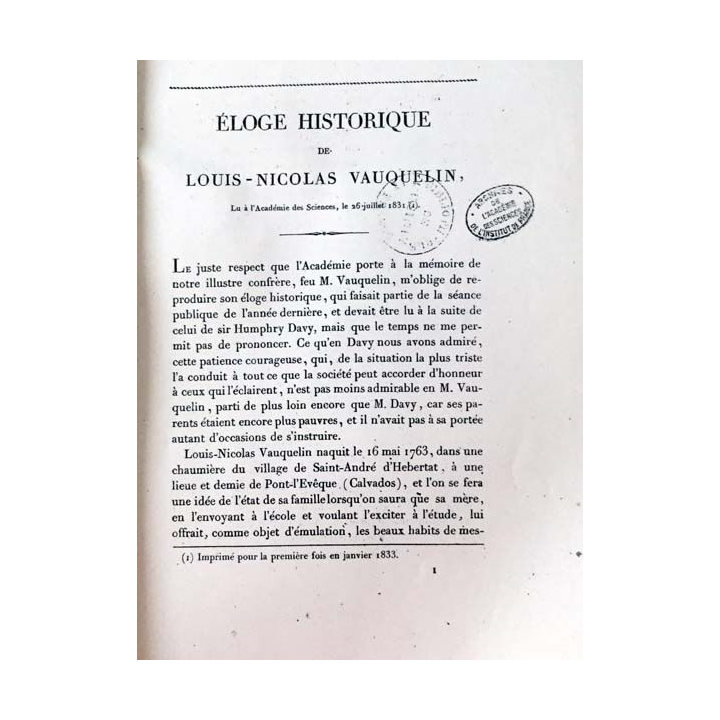 ÉLOGE HISTORIQUE
DE
LOUIS-NICOLAS VAUQUELIN,
Lu à l'Académie des Sciences, le 26 juillet 1831 (1).
ARCHIVES
DE
L'ACADÉMIE
DES SCIENCES
DE L'INSTITUT DE FRANCE
LE juste respect que l'Académie porte à la mémoire de
notre illustre confrère, feu M. Vauquelin, m'oblige de re-
produire son éloge historique, qui faisait partie de la séance
publique de l'année dernière, et devait être lu à la suite de
celui de sir Humphry Davy, mais que le temps ne me per-
mit pas de prononcer. Ce qu'en Davy nous avons admiré,
cette patience courageuse, qui, de la situation la plus triste
l'a conduit à tout ce que la société peut accorder d'honneur
à ceux qui l'éclairent, n'est pas moins admirable en M. Vau-
quelin, parti de plus loin encore que M. Davy, car ses pa-
rents étaient encore plus pauvres, et il n'avait pas à sa portée
autant d'occasions de s'instruire.
Louis-Nicolas Vauquelin naquit le 16 mai 1763, dans une
chaumière du village de Saint-André d'Hebertat, à une
lieue et demie de Pont-l'Evêque (Calvados), et l'on se fera
une idée de l'état de sa famille lorsqu'on saura que sa mère,
en l'envoyant à l'école et voulant l'exciter à l'étude, lui
offrait, comme objet d'émulation, les beaux habits de mes-
(1) Imprimé pour la première fois en janvier 1833.
1